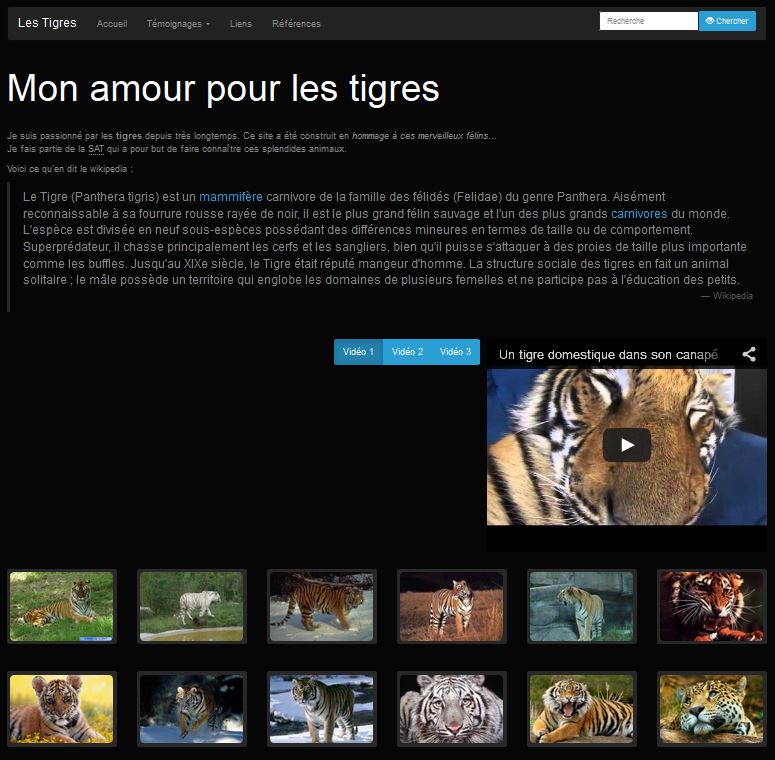 Les Tigres Accueil Témoignages Liens Références Recherche Chercher
Mon amour pour les tigres
Je suis passionné par les tigres depuis très longtemps. Ce site a été construit en hommage à ces merveilleux félins...
Je fais partie de la SAT qui a pour but de faire connaître ces splendides animaux.
Voici ce qu'en dit le wikipedia :
Le Tigre (Panthera tigris) est un mammifère carnivore de la famille des félidés (Felidae) du genre Panthera. Aisément
reconnaissable à sa fourrure rousse rayée de noir, il est le plus grand félin sauvage et l'un des plus grands carnivores du monde.
L'espèce est divisée en neuf sous-espèces possédant des différences mineures en termes de taille ou de comportement.
Superprédateur, il chasse principalement les cerfs et les sangliers, bien qu'il puisse s'attaquer à des proies de taille plus importante
comme les buffles. Jusqu'au XIXe siècle, le Tigre était réputé mangeur d'homme. La structure sociale des tigres en fait un animal
solitaire ; le mâle possède un territoire qui englobe les domaines de plusieurs femelles et ne participe pas à l'éducation des petits.
— Wikipedia
Vidéo 1 Vidéo 2 Vidéo 3
Un tigre domestique dans son canapé